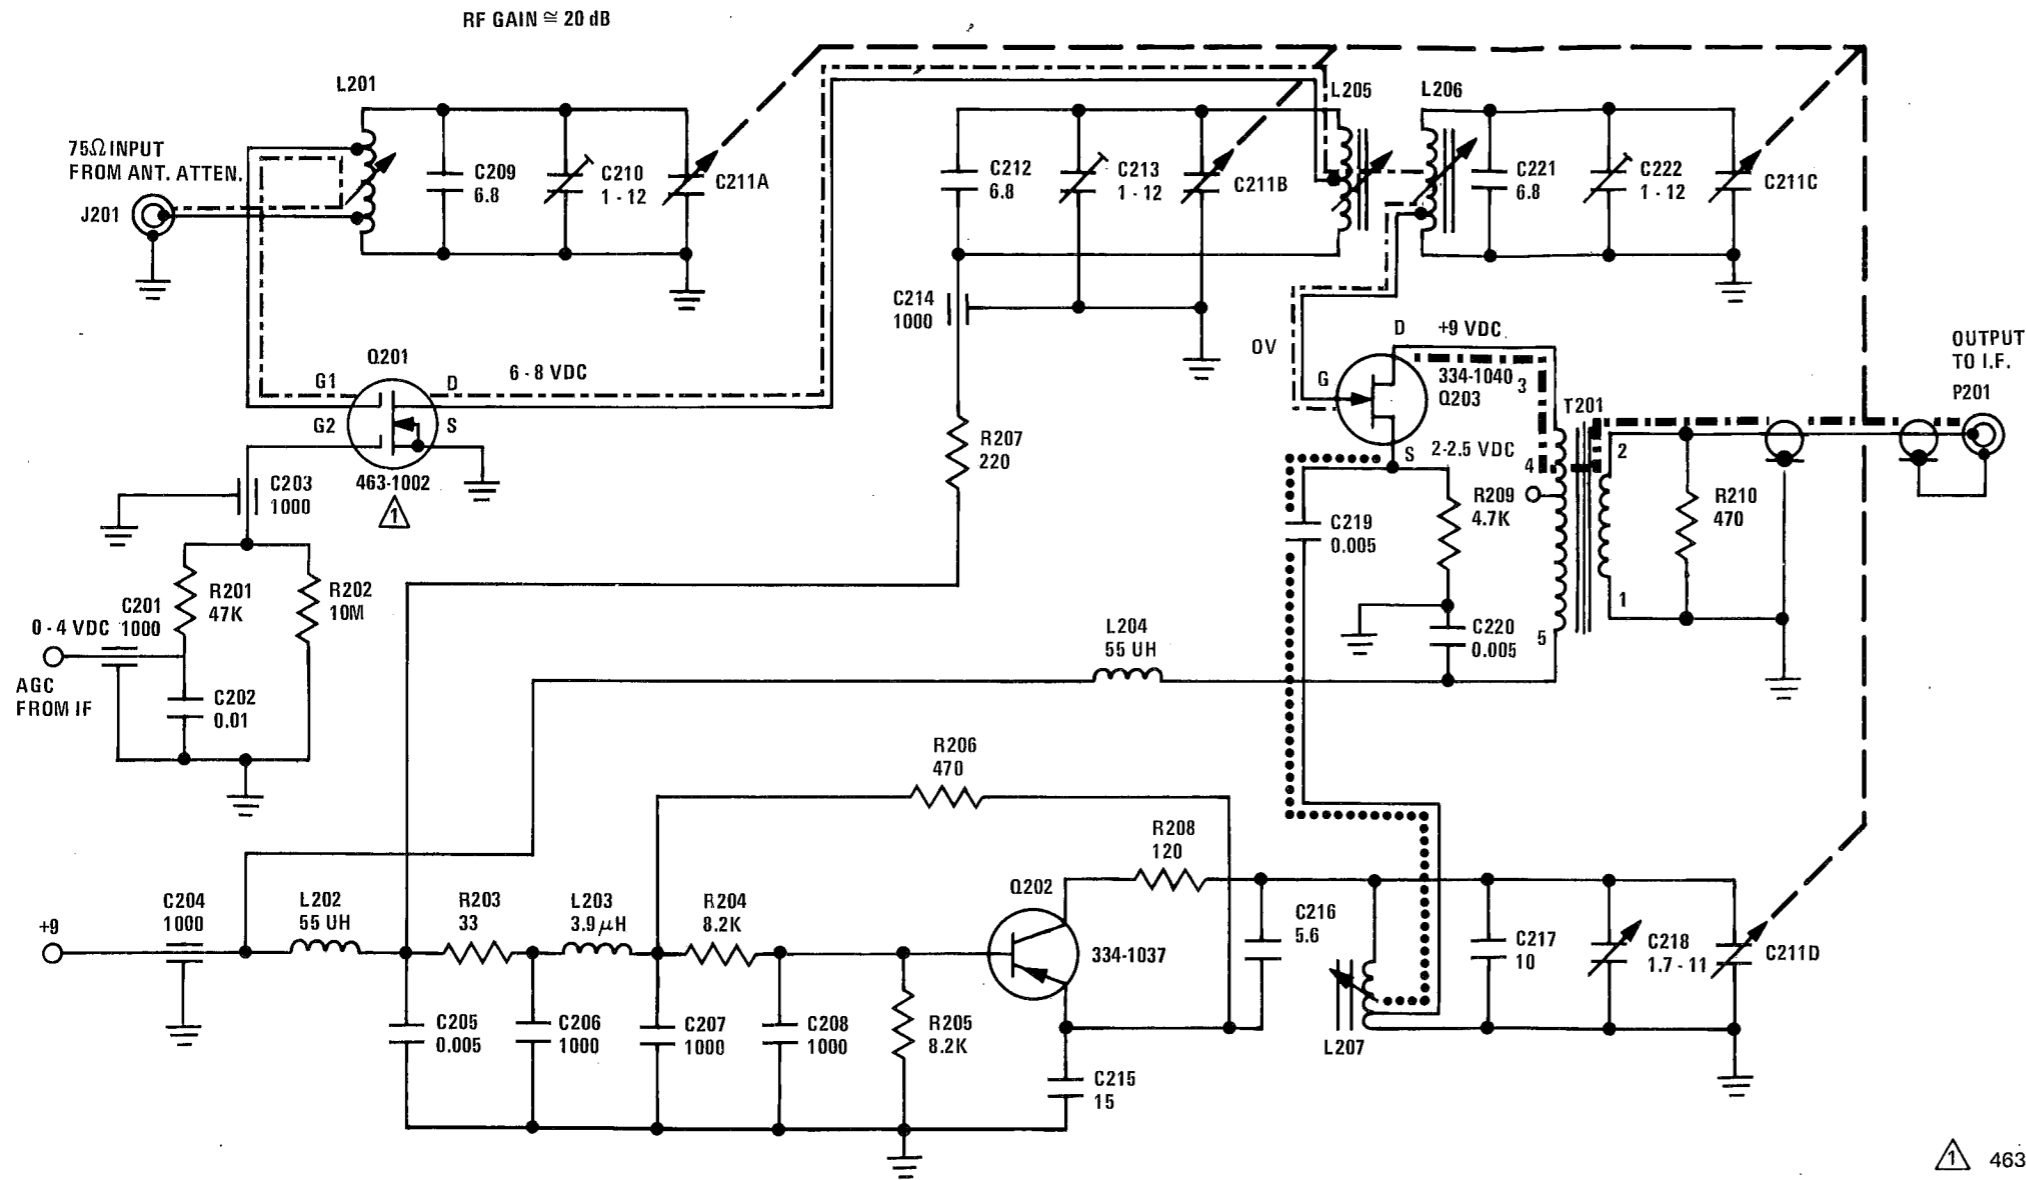 RF GAIN ≅ 20 dB
L201
75Ω INPUT
FROM ANT. ATTEN.
J201
C209
6.8
C210
1 - 12
C211A
C212
6.8
C213
1 - 12
C211B
L205
L206
C221
6.8
C222
1 - 12
C211C
C214
1000
Q201
G1
G2
D
S
6 - 8 VDC
463-1002
1
C203
1000
R207
220
0V
D
+9 VDC
G
334-1040
Q203
S
2-2.5 VDC
3
4
5
T201
2
1
OUTPUT
TO I.F.
P201
R209
4.7K
R210
470
C219
0.005
C220
0.005
R201
47K
R202
10M
C201
1000
0 - 4 VDC
AGC
FROM IF
C202
0.01
L204
55 UH
R206
470
R208
120
+9
C204
1000
L202
55 UH
R203
33
L203
3.9 μH
R204
8.2K
Q202
334-1037
C216
5.6
C217
10
C218
1.7 - 11
C211D
L207
C205
0.005
C206
1000
C207
1000
C208
1000
R205
8.2K
C215
15
1 463